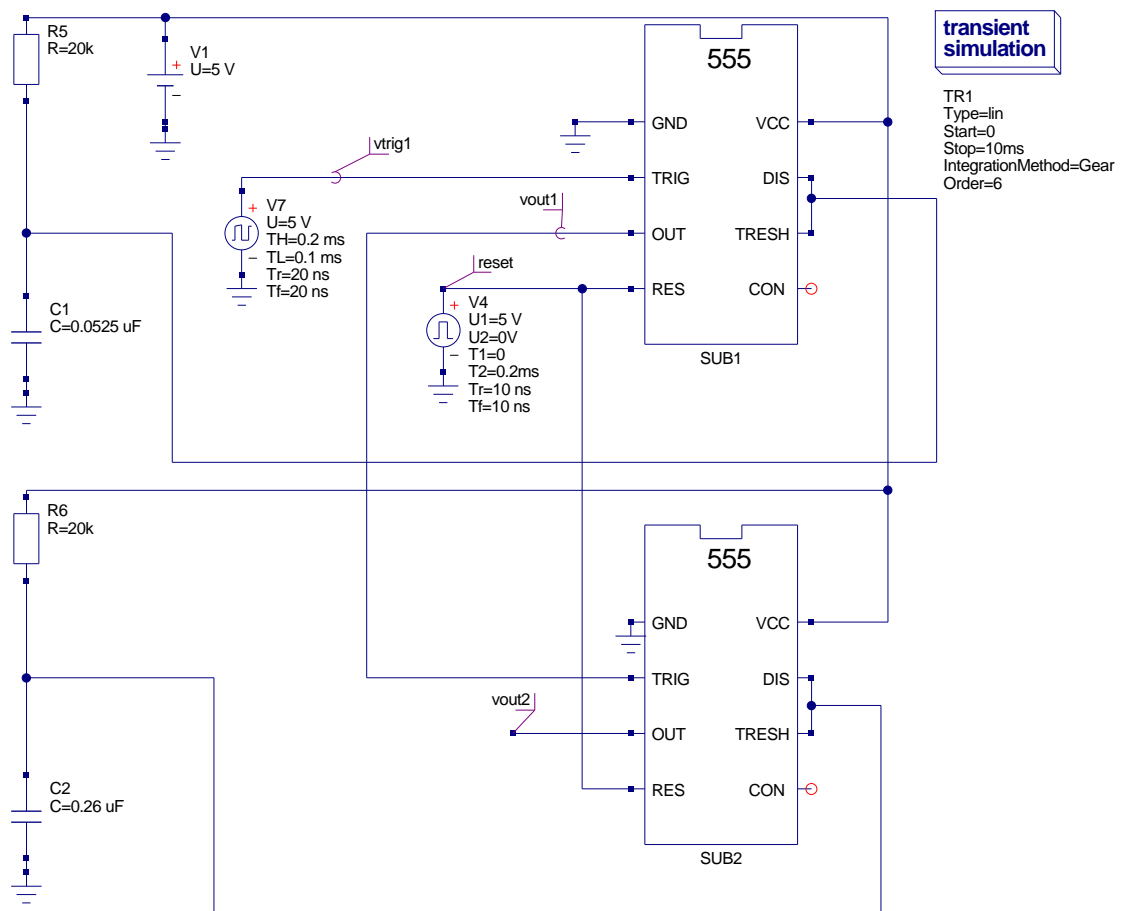 R5
R=20k
V1
U=5 V
+
–
555
GND
VCC
TRIG
DIS
OUT
TRESH
RES
CON
SUB1
transient
simulation
TR1
Type=lin
Start=0
Stop=10ms
IntegrationMethod=Gear
Order=6
vtrig1
vout1
V7
U=5 V
TH=0.2 ms
TL=0.1 ms
Tr=20 ns
Tf=20 ns
+
–
reset
V4
U1=5 V
U2=0V
T1=0
T2=0.2ms
Tr=10 ns
Tf=10 ns
+
–
C1
C=0.0525 uF
R6
R=20k
555
GND
VCC
TRIG
DIS
vout2
OUT
TRESH
RES
CON
SUB2
C2
C=0.26 uF